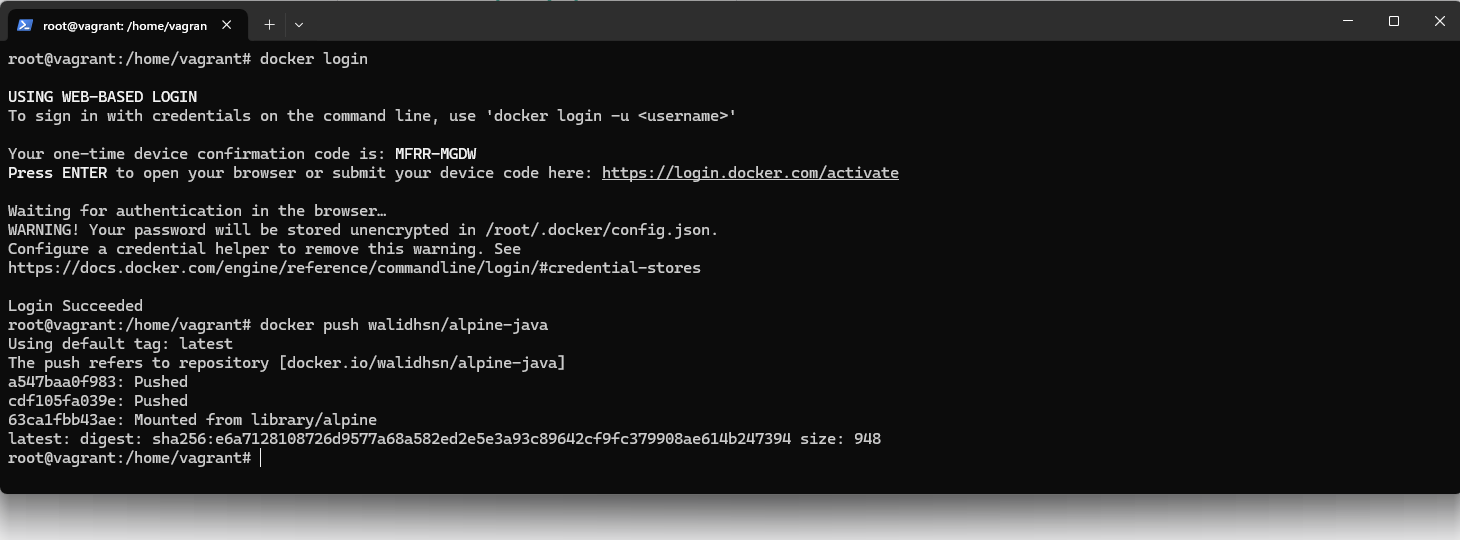 root@vagrant: /home/vagran
root@vagrant:/home/vagrant# docker login
USING WEB-BASED LOGIN
To sign in with credentials on the command line, use 'docker login -u <username>'
Your one-time device confirmation code is: MFRR-MGDW
Press ENTER to open your browser or submit your device code here: https://login.docker.com/activate
Waiting for authentication in the browser…
WARNING! Your password will be stored unencrypted in /root/.docker/config.json.
Configure a credential helper to remove this warning. See
https://docs.docker.com/engine/reference/commandline/login/#credential-stores
Login Succeeded
root@vagrant:/home/vagrant# docker push walidhsn/alpine-java
Using default tag: latest
The push refers to repository [docker.io/walidhsn/alpine-java]
a547baa0f983: Pushed
cdf105fa039e: Pushed
63ca1fbb43ae: Mounted from library/alpine
latest: digest: sha256:e6a7128108726d9577a68a582ed2e5e3a93c89642cf9fc379908ae614b247394 size: 948
root@vagrant:/home/vagrant#